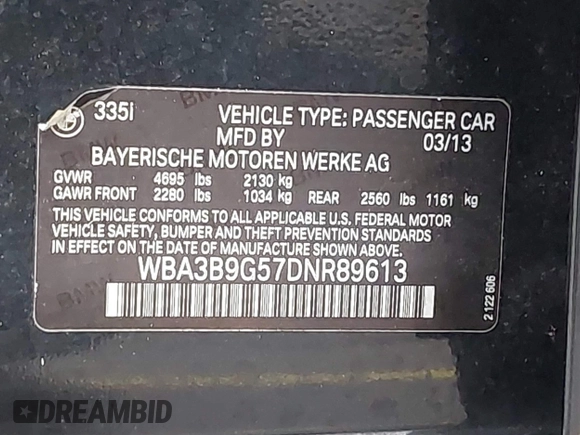 335I VEHICLE TYPE: PASSENGER CAR
MFD BY 03/13
BAYERISCHE MOTOREN WERKE AG
GVWR 4695 lbs 2130 kg
GAWR FRONT 2280 lbs 1034 kg REAR 2560 lbs 1161 kg
THIS VEHICLE CONFORMS TO ALL APPLICABLE U.S. FEDERAL MOTOR
VEHICLE SAFETY, BUMPER AND THEFT PREVENTION STANDARDS
IN EFFECT ON THE DATE OF MANUFACTURE SHOWN ABOVE.
WBA3B9G57DNR89613
2 122 606
DREAMBID